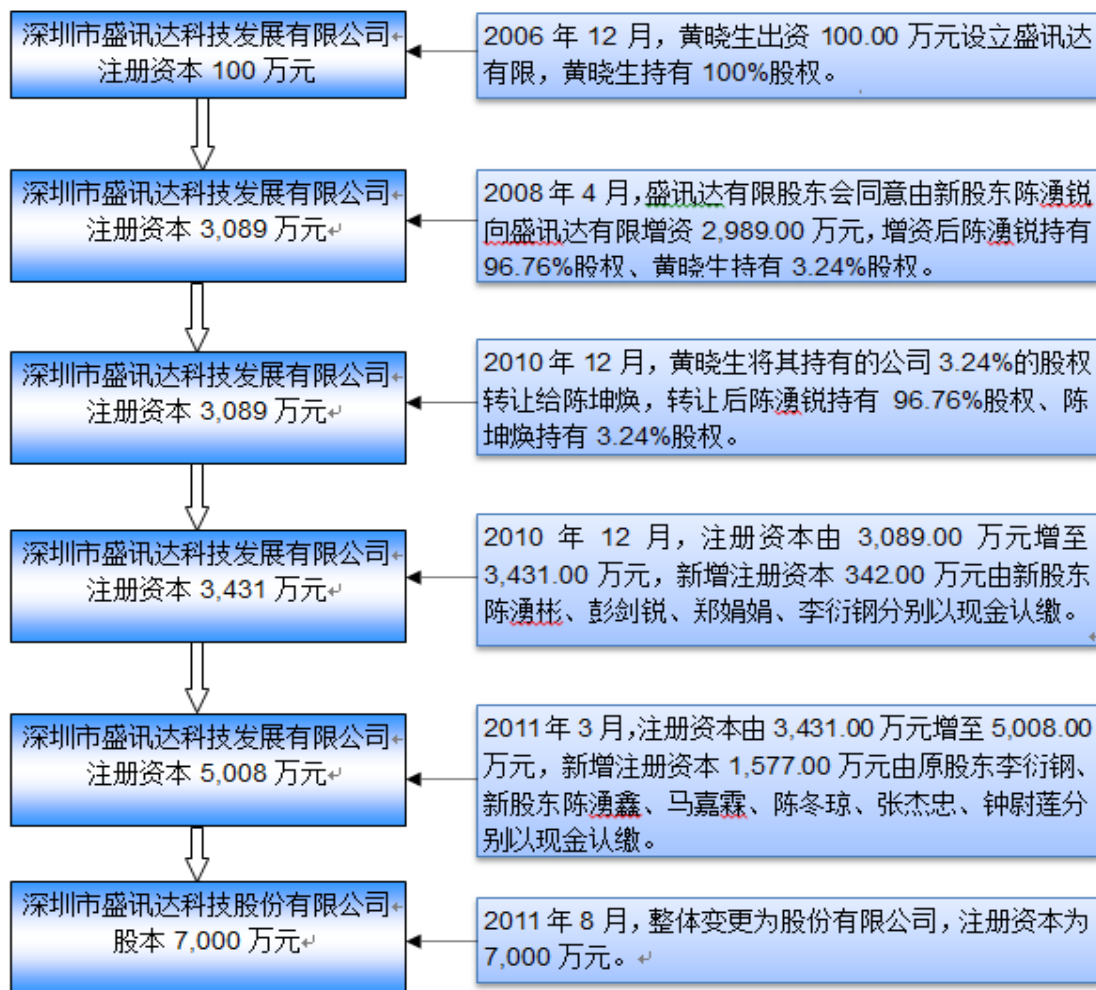 深圳市盛讯达科技发展有限公司
注册资本 100 万元
2006 年 12 月，黄晓生出资 100.00 万元设立盛讯达
有限，黄晓生持有 100%股权。
深圳市盛讯达科技发展有限公司
注册资本 3,089 万元
2008 年 4 月，盛讯达有限股东会同意由新股东陈湧锐
向盛讯达有限增资 2,989.00 万元，增资后陈湧锐持有
96.76%股权、黄晓生持有 3.24%股权。
深圳市盛讯达科技发展有限公司
注册资本 3,089 万元
2010 年 12 月，黄晓生将其持有的公司 3.24%的股权
转让给陈坤焕，转让后陈湧锐持有 96.76%股权、陈
坤焕持有 3.24%股权。
深圳市盛讯达科技发展有限公司
注册资本 3,431 万元
2010 年 12 月，注册资本由 3,089.00 万元增至
3,431.00 万元，新增注册资本 342.00 万元由新股东
陈湧彬、彭剑锐、郑娟娟、李衍钢分别以现金认缴。
深圳市盛讯达科技发展有限公司
注册资本 5,008 万元
2011 年 3 月，注册资本由 3,431.00 万元增至 5,008.00
万元，新增注册资本 1,577.00 万元由原股东李衍钢、
新股东陈湧鑫、马嘉霖、陈冬琼、张杰忠、钟尉莲分
别以现金认缴。
深圳市盛讯达科技股份有限公司
股本 7,000 万元
2011 年 8 月，整体变更为股份有限公司，注册资本为
7,000 万元。